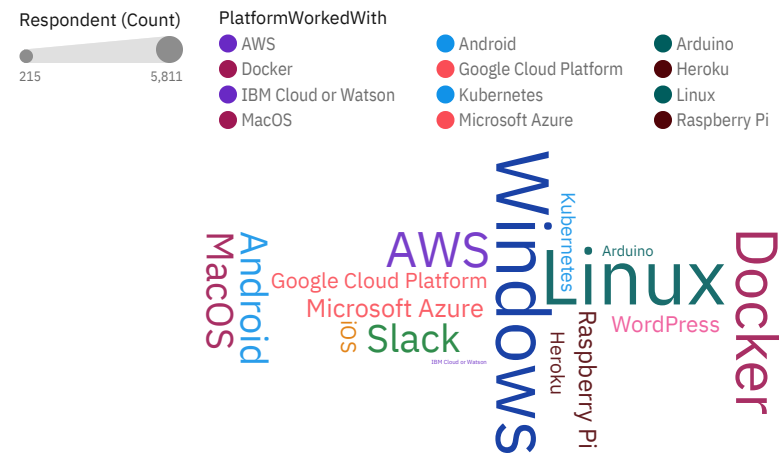 Respondent (Count)
215 5,811
PlatformWorkedWith
AWS
Docker
IBM Cloud or Watson
MacOS
Android
Google Cloud Platform
Kubernetes
Microsoft Azure
Arduino
Heroku
Linux
Raspberry Pi
MacOS
Android
AWS
Google Cloud Platform
Microsoft Azure
iOS
Slack
IBM Cloud or Watson
Windows
Kubernetes
Arduino
Linux
WordPress
Heroku
Raspberry Pi
Docker